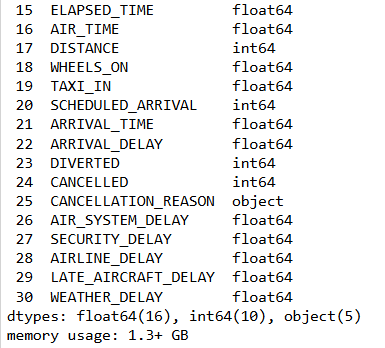 15 ELAPSED_TIME float64
16 AIR_TIME float64
17 DISTANCE int64
18 WHEELS_ON float64
19 TAXI_IN float64
20 SCHEDULED_ARRIVAL int64
21 ARRIVAL_TIME float64
22 ARRIVAL_DELAY float64
23 DIVERTED int64
24 CANCELLED int64
25 CANCELLATION_REASON object
26 AIR_SYSTEM_DELAY float64
27 SECURITY_DELAY float64
28 AIRLINE_DELAY float64
29 LATE_AIRCRAFT_DELAY float64
30 WEATHER_DELAY float64
dtypes: float64(16), int64(10), object(5)
memory usage: 1.3+ GB